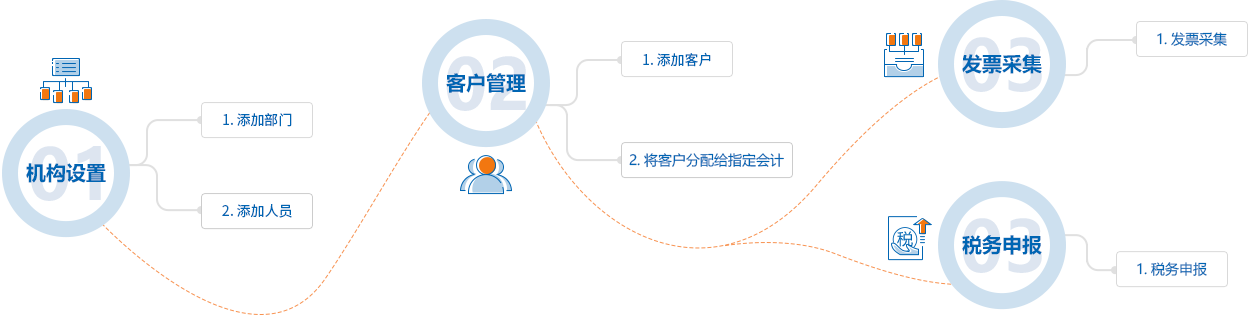 01
机构设置
1. 添加部门
2. 添加人员
02
客户管理
1. 添加客户
2. 将客户分配给指定会计
03
发票采集
1. 发票采集
税
03
税务申报
1. 税务申报